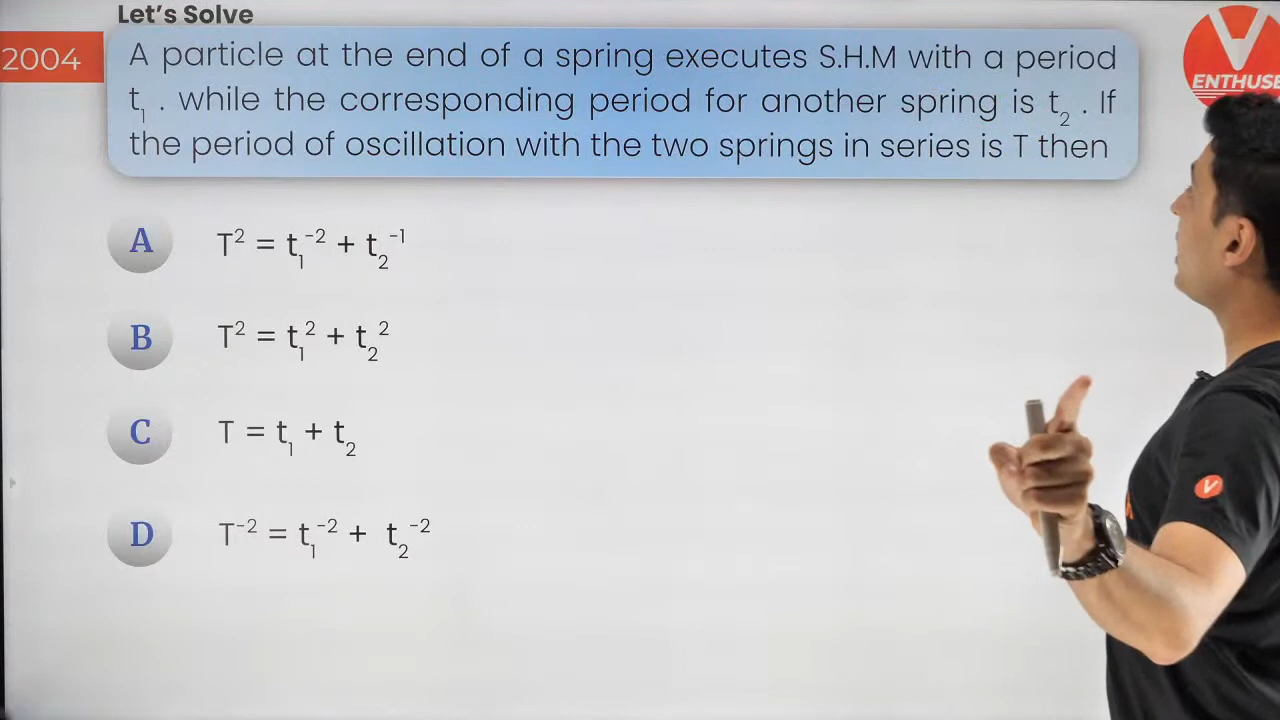 Let's Solve
2004
A particle at the end of a spring executes S.H.M with a period
t₁ . while the corresponding period for another spring is t₂ . If
the period of oscillation with the two springs in series is T then
V
ENTHUSE
A T² = t₁⁻² + t₂⁻¹
B T² = t₁² + t₂²
C T = t₁ + t₂
D T⁻² = t₁⁻² + t₂⁻²
V